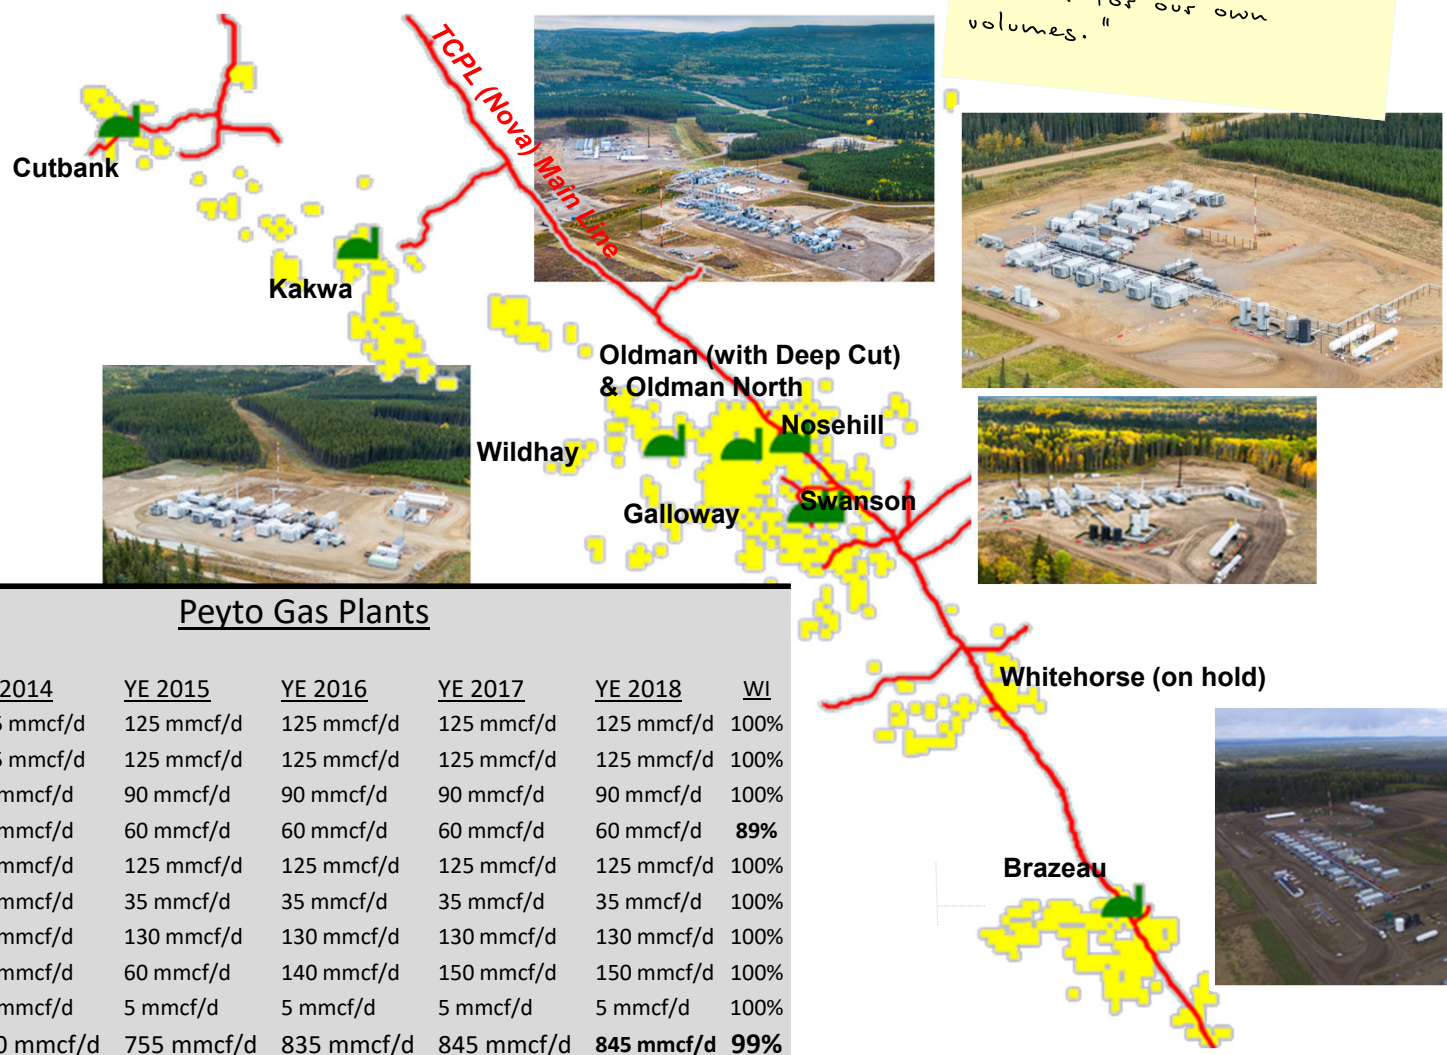 for our own
volumes."
TCPL (Nova) Main Line
Cutbank
Kakwa
Oldman (with Deep Cut)
& Oldman North
Nosehill
Wildhay
Swanson
Galloway
Whitehorse (on hold)
Brazeau
Peyto Gas Plants
2014 YE 2015 YE 2016 YE 2017 YE 2018 WI
mmcf/d 125 mmcf/d 125 mmcf/d 125 mmcf/d 125 mmcf/d 100%
mmcf/d 125 mmcf/d 125 mmcf/d 125 mmcf/d 125 mmcf/d 100%
mmcf/d 90 mmcf/d 90 mmcf/d 90 mmcf/d 90 mmcf/d 100%
mmcf/d 60 mmcf/d 60 mmcf/d 60 mmcf/d 60 mmcf/d 89%
mmcf/d 125 mmcf/d 125 mmcf/d 125 mmcf/d 125 mmcf/d 100%
mmcf/d 35 mmcf/d 35 mmcf/d 35 mmcf/d 35 mmcf/d 100%
mmcf/d 130 mmcf/d 130 mmcf/d 130 mmcf/d 130 mmcf/d 100%
mmcf/d 60 mmcf/d 140 mmcf/d 150 mmcf/d 150 mmcf/d 100%
mmcf/d 5 mmcf/d 5 mmcf/d 5 mmcf/d 5 mmcf/d 100%
mmcf/d 755 mmcf/d 835 mmcf/d 845 mmcf/d 845 mmcf/d 99%